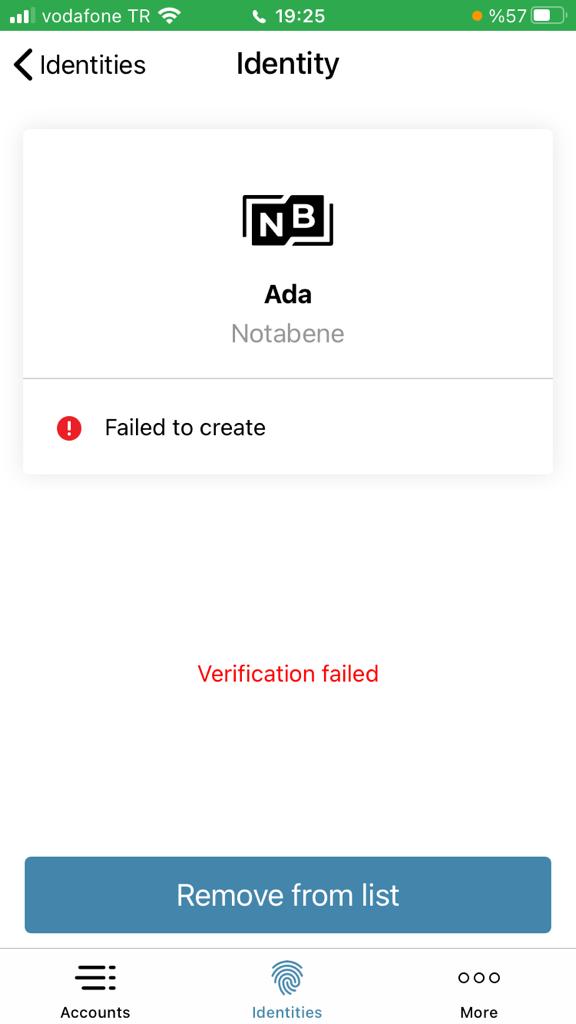 vodafone TR 19:25 %57
Identities Identity
NB
Ada
Notabene
Failed to create
Verification failed
Remove from list
Accounts Identities More